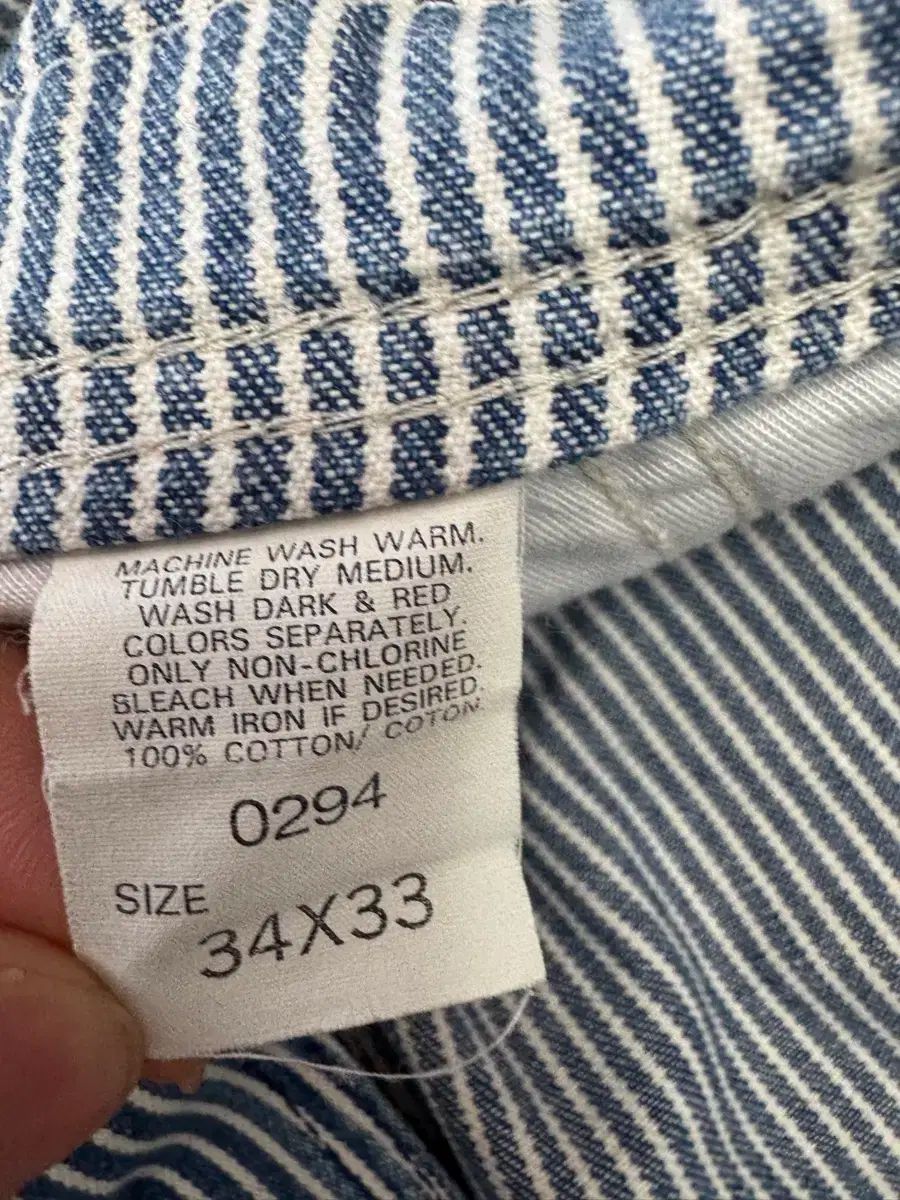 MACHINE WASH WARM.
TUMBLE DRY MEDIUM.
WASH DARK & RED
COLORS SEPARATELY.
ONLY NON-CHLORINE
BLEACH WHEN NEEDED.
WARM IRON IF DESIRED.
100% COTTON/ COTON
0294
SIZE
34X33